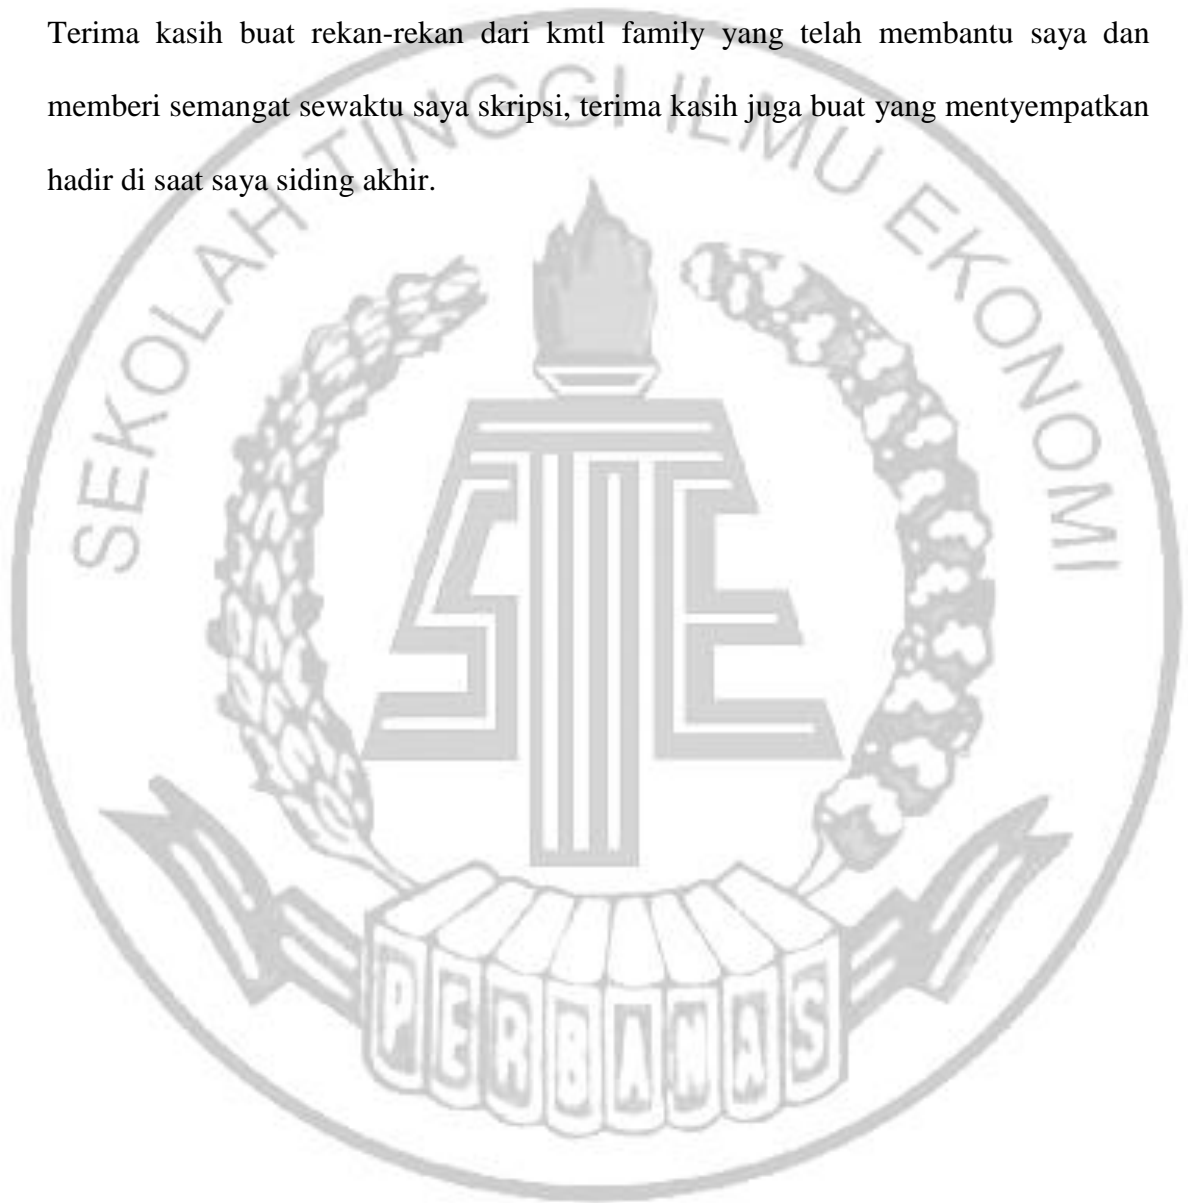 Terima kasih buat rekan-rekan dari kmtl family yang telah membantu saya dan
memberi semangat sewaktu saya skripsi, terima kasih juga buat yang mentyempatkan
hadir di saat saya siding akhir.
SEKOLAH TINGGI ILMU EKONOMI
STIE
PERBANAS